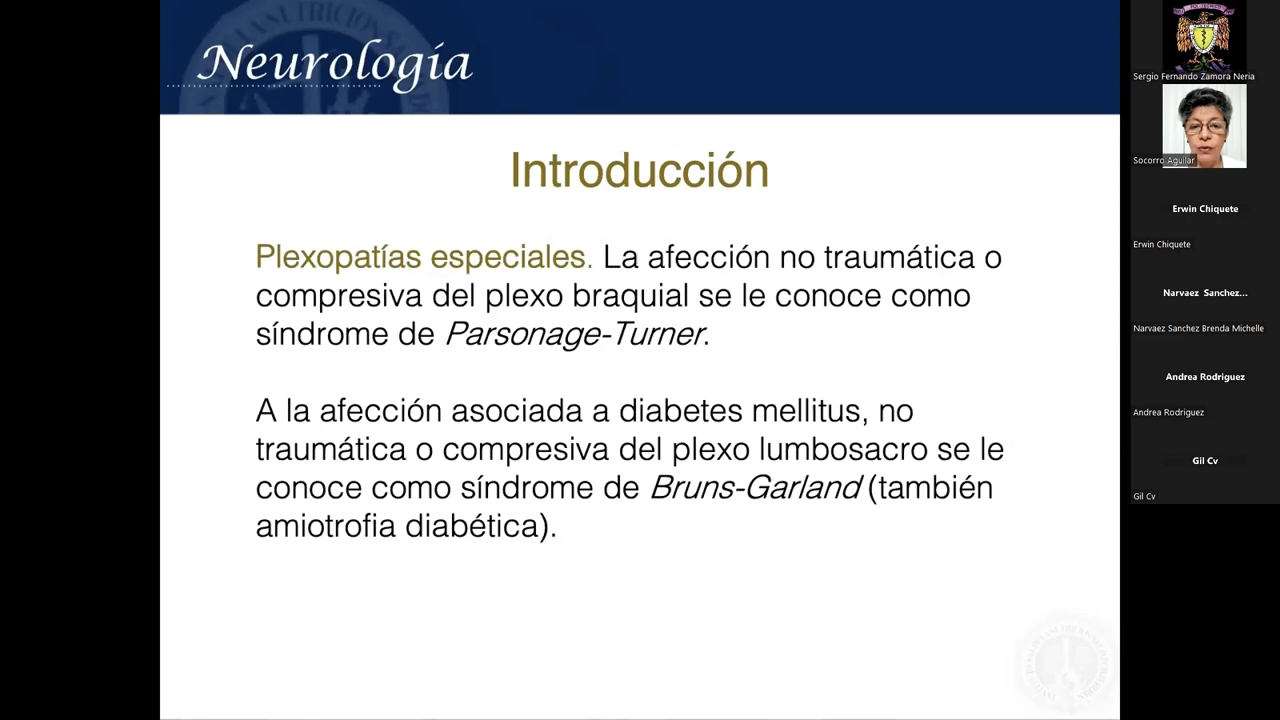 Neurología
Introducción
Plexopatías especiales. La afección no traumática o
compresiva del plexo braquial se le conoce como
síndrome de Parsonage-Turner.
A la afección asociada a diabetes mellitus, no
traumática o compresiva del plexo lumbosacro se le
conoce como síndrome de Bruns-Garland (también
amiotrofia diabética).
Sergio Fernando Zamora Neria
Socorro Aguilar
Erwin Chiquete
Erwin Chiquete
Narvaez Sanchez...
Narvaez Sanchez Brenda Michelle
Andrea Rodriguez
Andrea Rodriguez
Gil Cv
Gil Cv